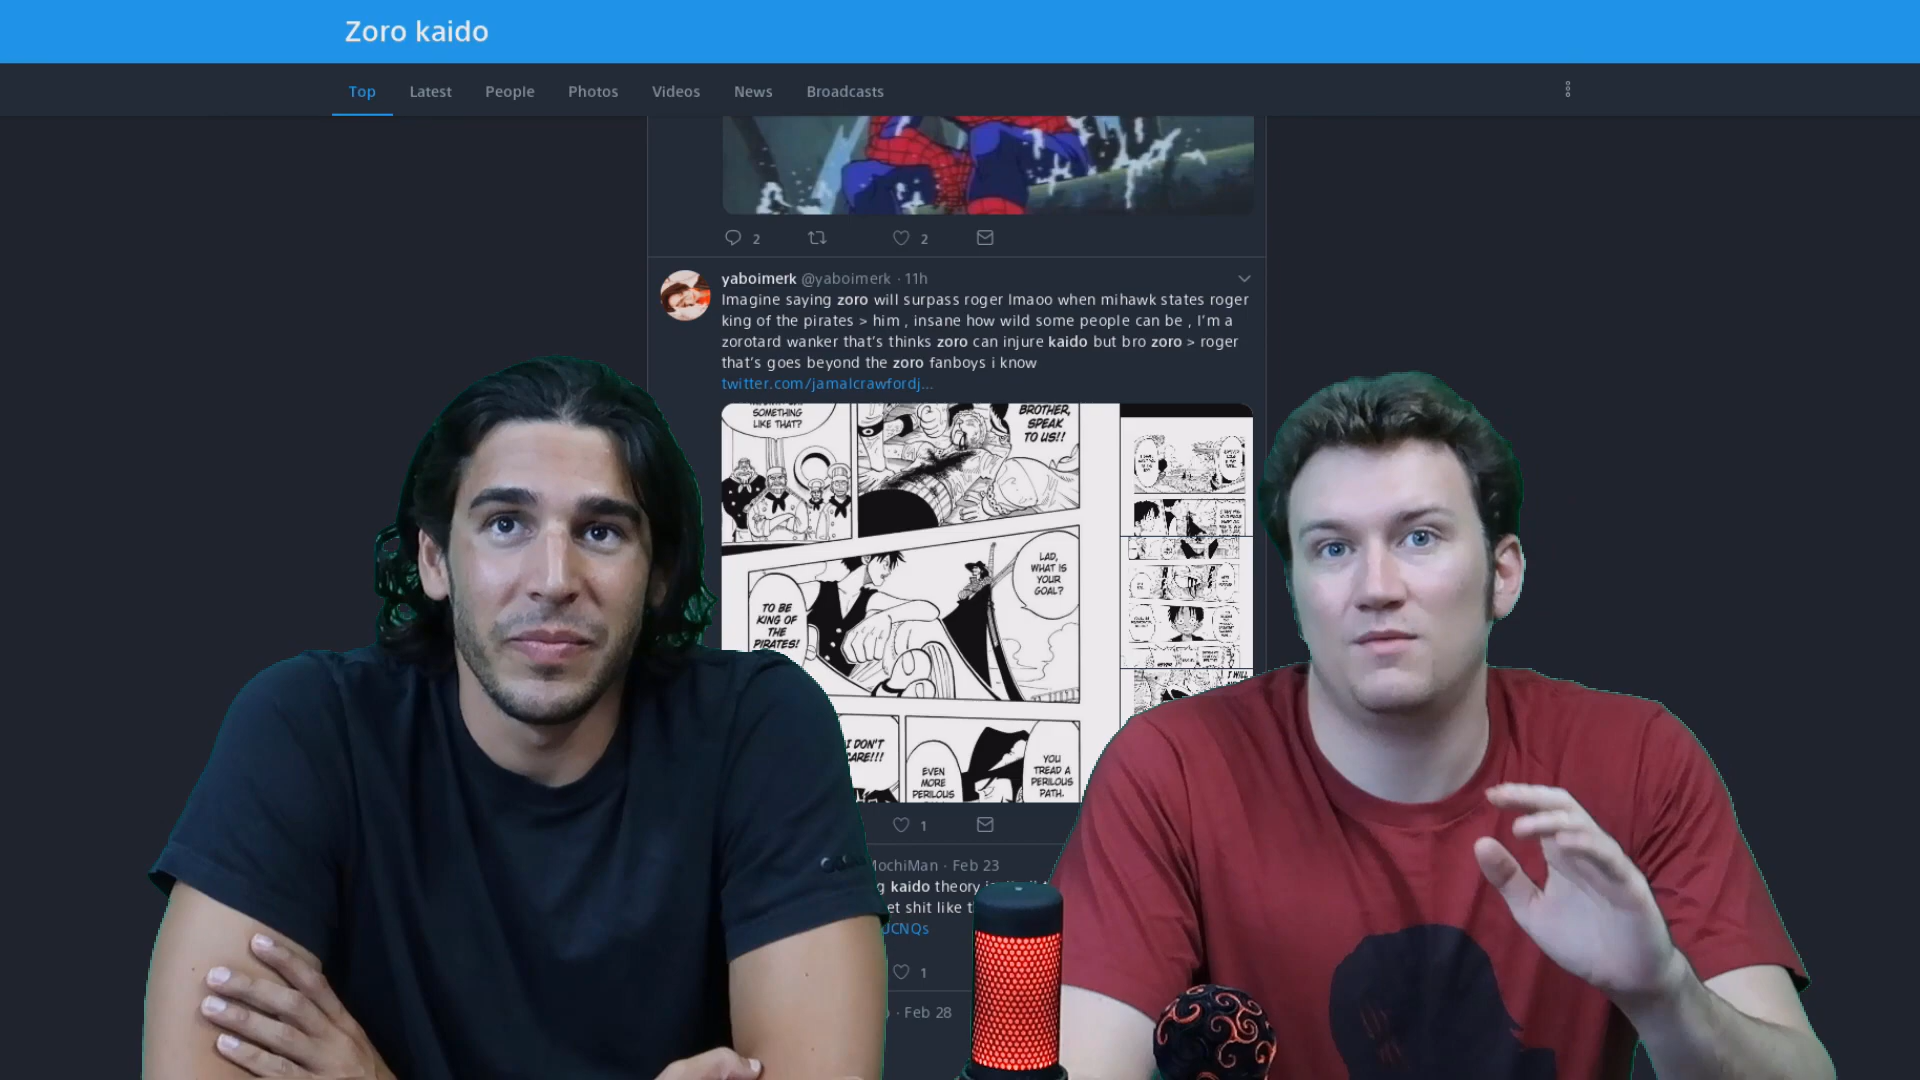 Zoro kaido
Top Latest People Photos Videos News Broadcasts
2 2
yaboimerk @yaboimerk · 11h
Imagine saying zoro will surpass roger lmaoo when mihawk states roger
king of the pirates > him , insane how wild some people can be , I'm a
zorotard wanker that's thinks zoro can injure kaido but bro zoro > roger
that's goes beyond the zoro fanboys i know
twitter.com/jamalcrawfordj...
SOMETHING
LIKE THAT?
BROTHER,
SPEAK
TO US!!
LAD,
WHAT IS
YOUR
GOAL?
TO BE
KING OF
THE
PIRATES!
I WILL
I DON'T
CARE!!!
EVEN
MORE
PERILOUS
YOU
TREAD A
PERILOUS
PATH.
1
MochiMan · Feb 23
kaido theory
shit like
UCNQs
1
· Feb 28